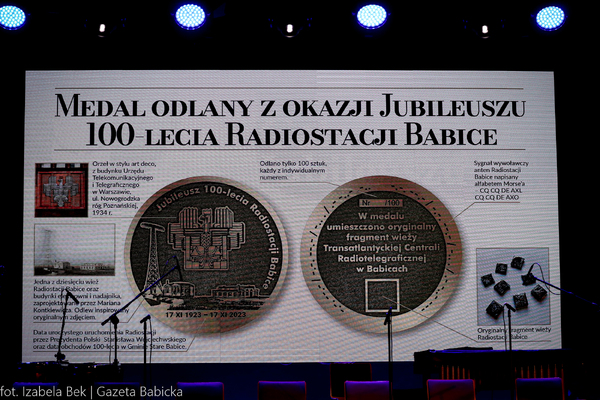 MEDAL ODLANY Z OKAZJI JUBILEUSZU
100-LECIA RADIOSTACJI BABICE
Orzeł w stylu art deco,
z budynku Urzędu
Telekomunikacyjnego
i Telegraficznego
w Warszawie,
ul. Nowogrodzka
róg Poznańskiej,
1934 r.
Odlano tylko 100 sztuk,
każdy z indywidualnym
numerem.
Sygnał wywoławczy
anten Radiostacji
Babice napisany
alfabetem Morse'a
- CQ CQ DE AXL
CQ CQ DE AXO
Jubileusz 100-lecia Radiostacji Babice
17 XI 1923 – 17 XI 2023
Nr /100
W medalu
umieszczono oryginalny
fragment wieży
Transatlantyckiej Centrali
Radiotelegraficznej
w Babicach
Jedna z dziesięciu wież
Radiostacji Babice oraz
budynki elektrowni i nadajnika,
zaprojektowane przez Mariana
Kontkiewicza. Odlew inspirowany
oryginalnym zdjęciem.
Data uroczystego uruchomienia Radiostacji
przez Prezydenta Polski Stanisława Wojciechowskiego
oraz data obchodów 100-lecia w Gminie Stare Babice.
Oryginalny fragment wieży
Radiostacji Babice.
fot. Izabela Bek | Gazeta Babicka